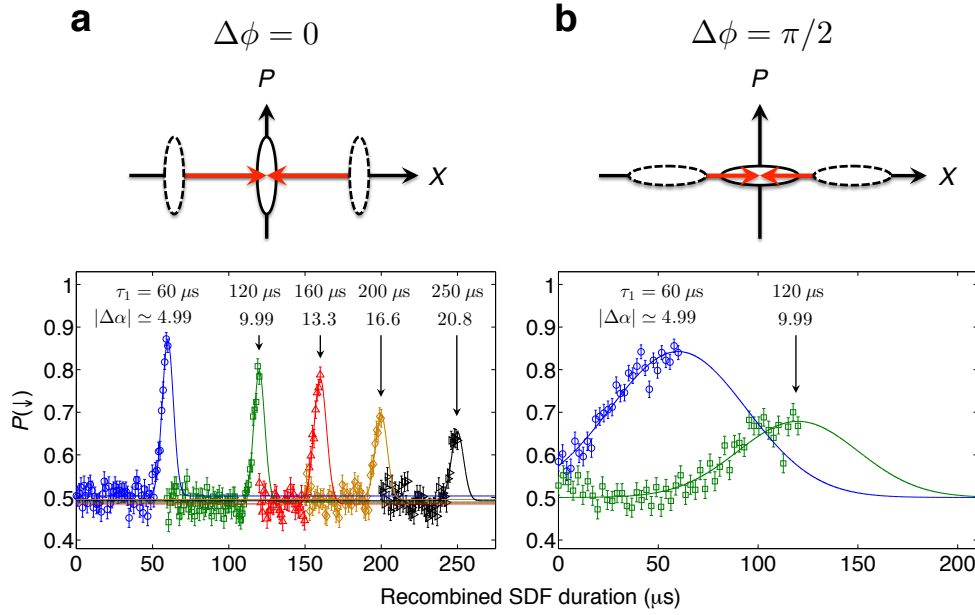 a
Δϕ = 0
P
X
1
0.9
0.8
0.7
0.6
0.5
0.4
P(↓)
τ₁ = 60 μs 120 μs 160 μs 200 μs 250 μs
|Δα| ≃ 4.99 9.99 13.3 16.6 20.8
0 50 100 150 200 250
b
Δϕ = π/2
P
X
1
0.9
0.8
0.7
0.6
0.5
0.4
τ₁ = 60 μs 120 μs
|Δα| ≃ 4.99 9.99
0 50 100 150 200
Recombined SDF duration (μs)